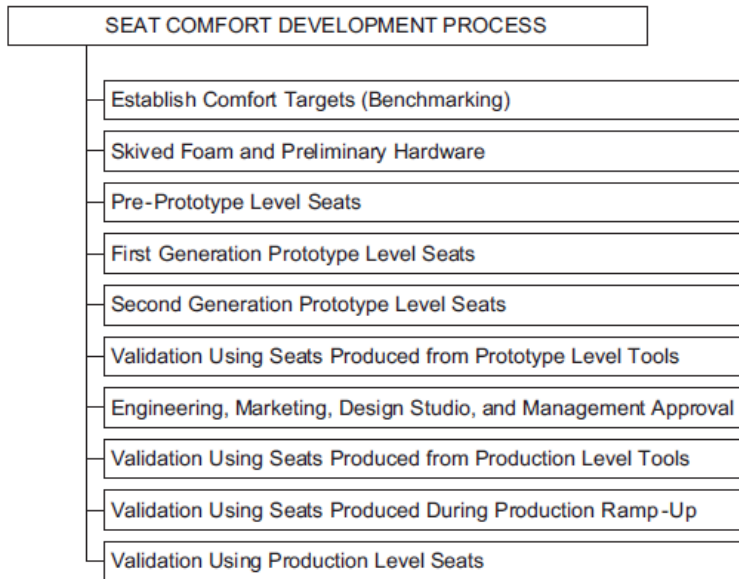 SEAT COMFORT DEVELOPMENT PROCESS
Establish Comfort Targets (Benchmarking)
Skived Foam and Preliminary Hardware
Pre-Prototype Level Seats
First Generation Prototype Level Seats
Second Generation Prototype Level Seats
Validation Using Seats Produced from Prototype Level Tools
Engineering, Marketing, Design Studio, and Management Approval
Validation Using Seats Produced from Production Level Tools
Validation Using Seats Produced During Production Ramp-Up
Validation Using Production Level Seats